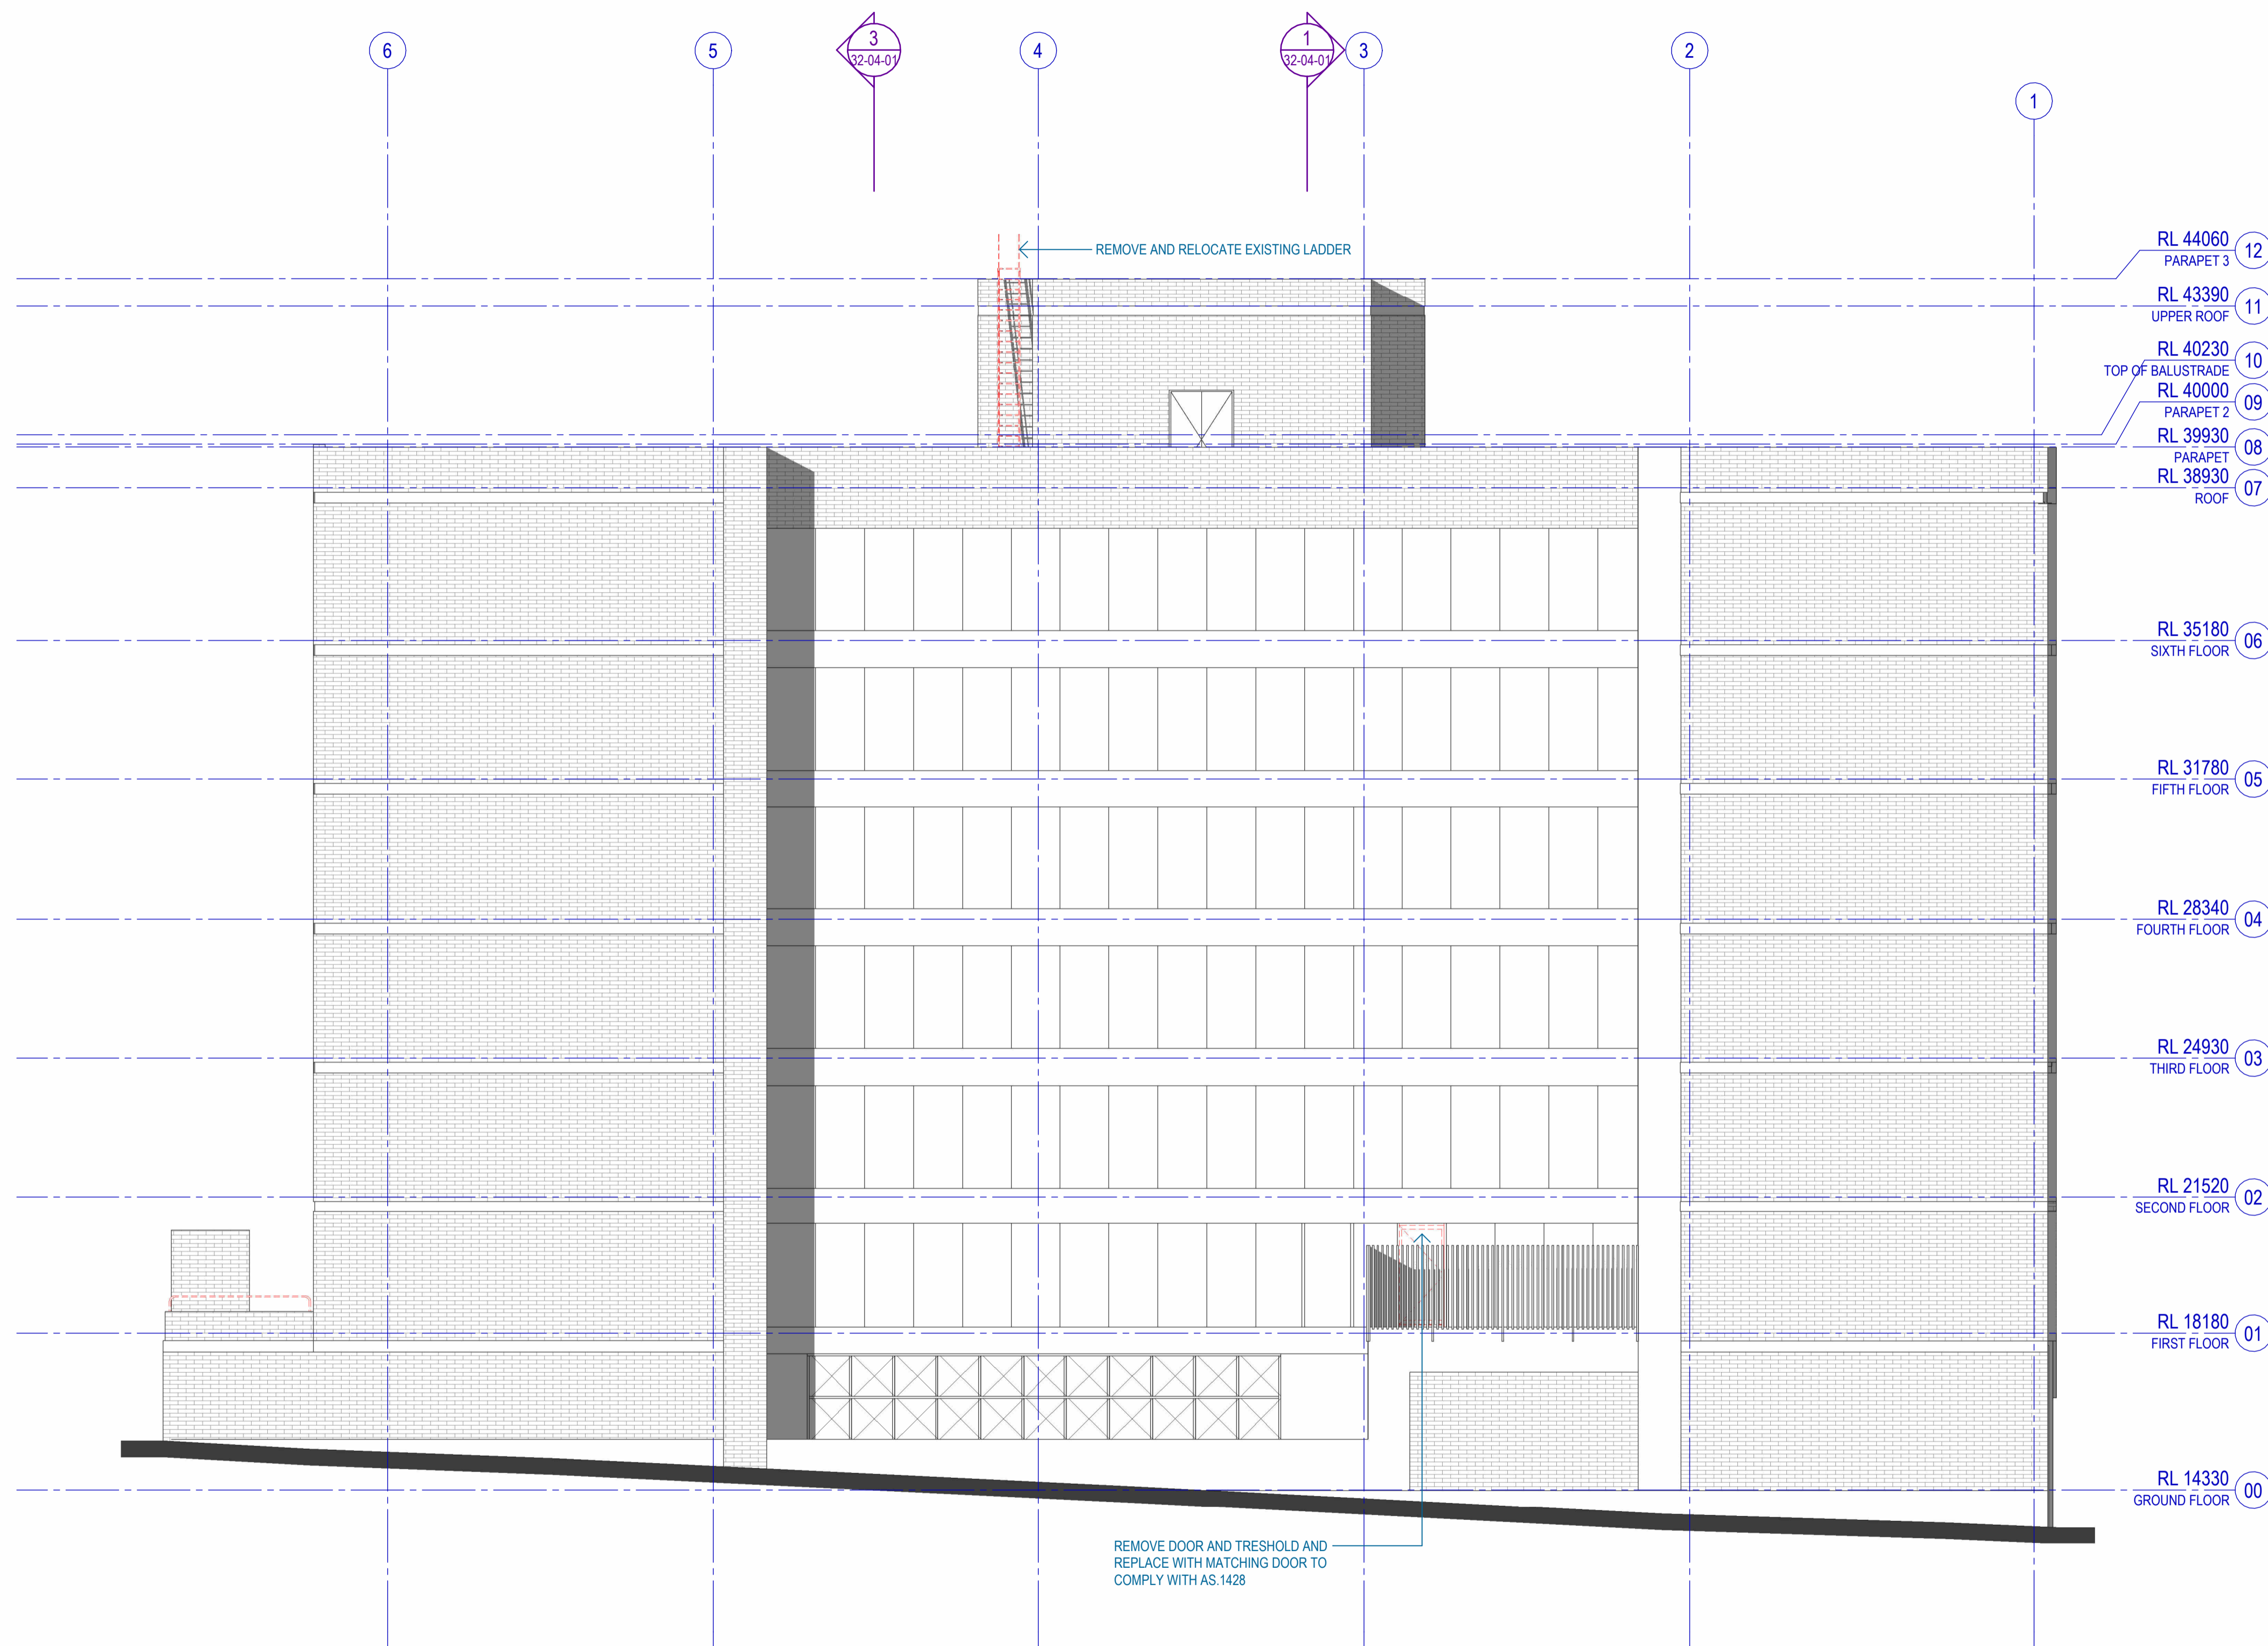 6
5
3
32-04-01
4
1
32-04-01
3
2
1
REMOVE AND RELOCATE EXISTING LADDER
RL 44060
PARAPET 3
12
RL 43390
UPPER ROOF
11
RL 40230
TOP OF BALUSTRADE
10
RL 40000
PARAPET 2
09
RL 39930
PARAPET
08
RL 38930
ROOF
07
RL 35180
SIXTH FLOOR
06
RL 31780
FIFTH FLOOR
05
RL 28340
FOURTH FLOOR
04
RL 24930
THIRD FLOOR
03
RL 21520
SECOND FLOOR
02
RL 18180
FIRST FLOOR
01
RL 14330
GROUND FLOOR
00
REMOVE DOOR AND TRESHOLD AND
REPLACE WITH MATCHING DOOR TO
COMPLY WITH AS.1428